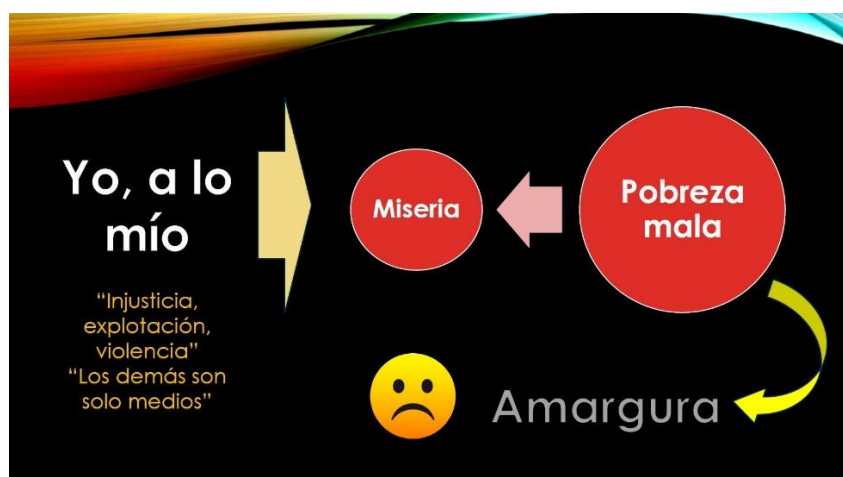 Yo, a lo
mío
“Injusticia,
explotación,
violencia”
“Los demás son
solo medios”
Miseria
Pobreza
mala
Amargura